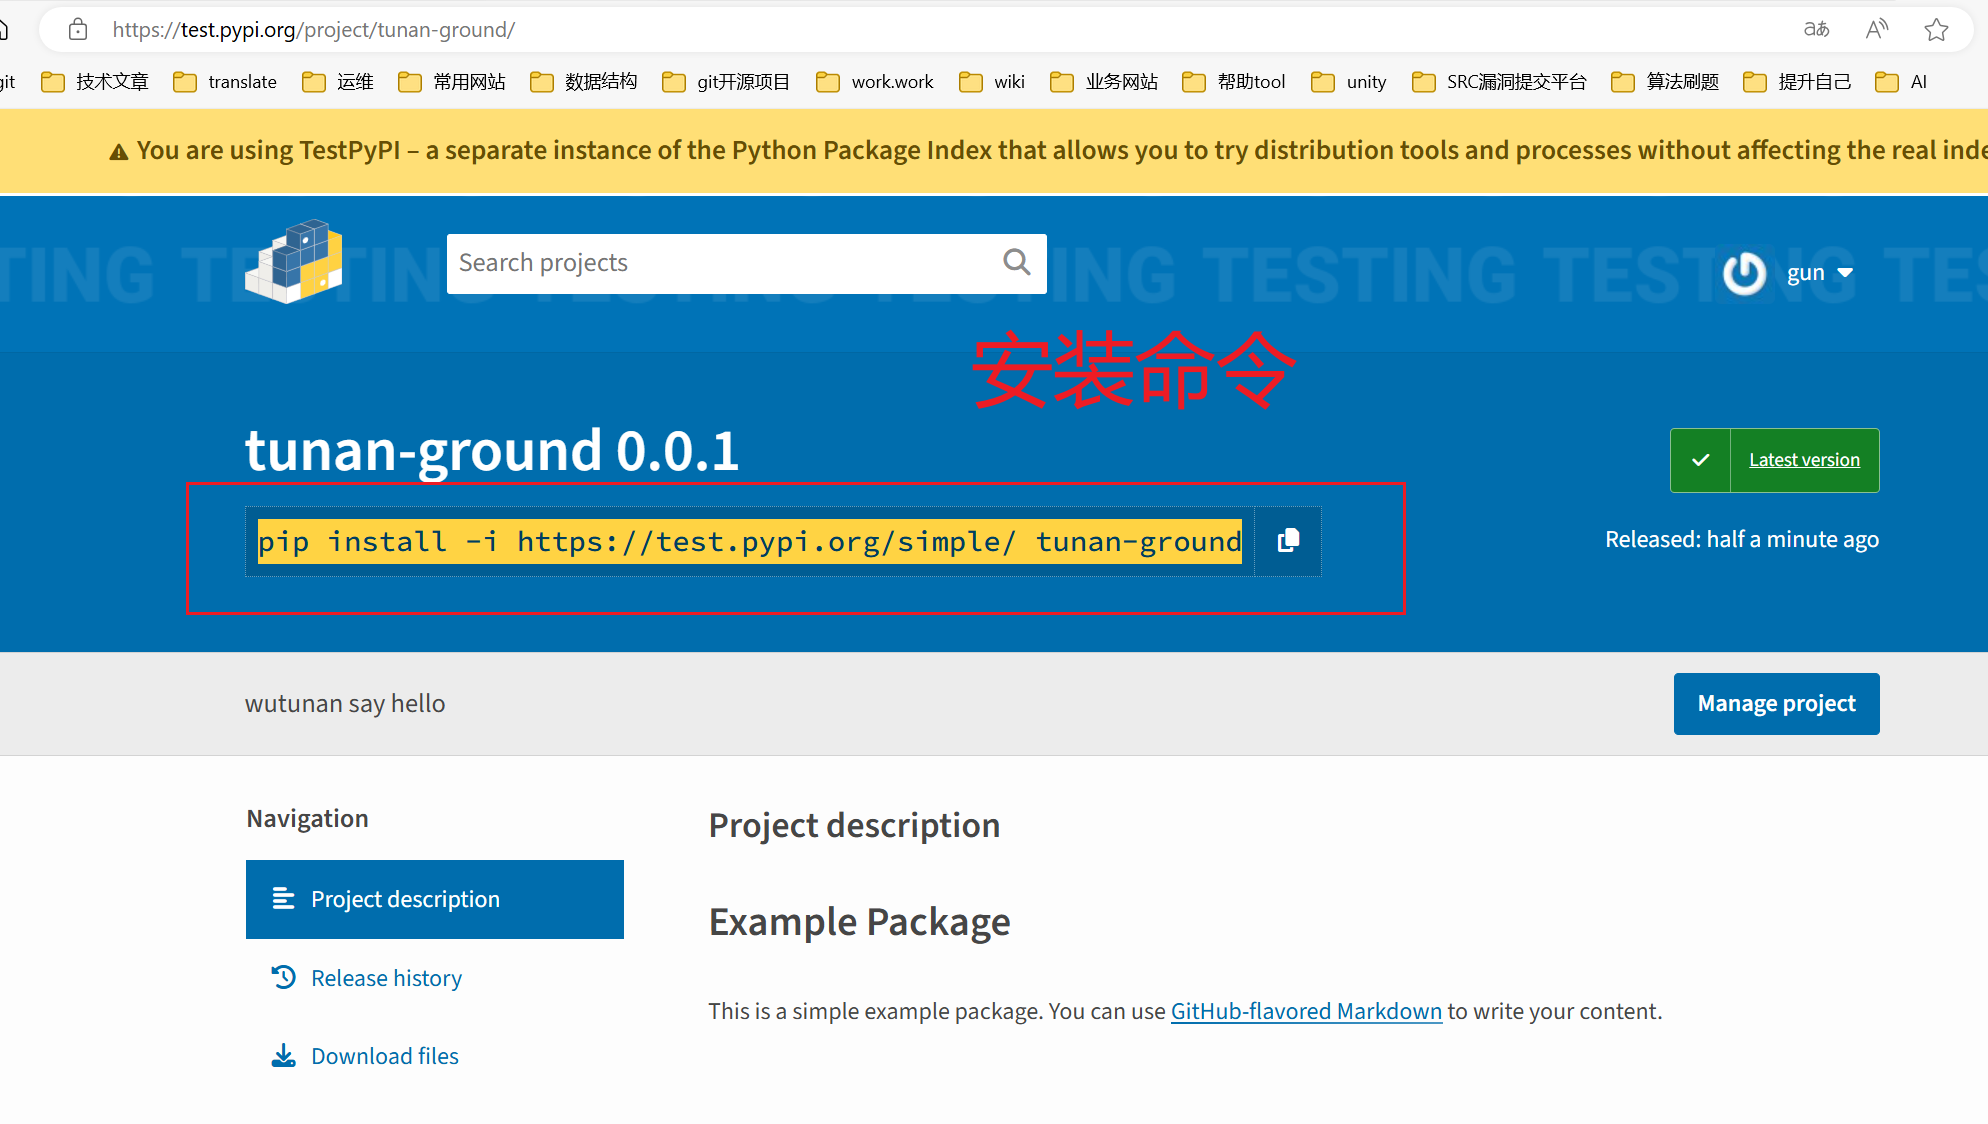 https://test.pypi.org/project/tunan-ground/
git 技术文章 translate 运维 常用网站 数据结构 git开源项目 work.work wiki 业务网站 帮助tool unity SRC漏洞提交平台 算法刷题 提升自己 AI
You are using TestPyPI – a separate instance of the Python Package Index that allows you to try distribution tools and processes without affecting the real inde
TING TESTING TESTING TESTING TES
Search projects
gun
安装命令
tunan-ground 0.0.1
Latest version
pip install -i https://test.pypi.org/simple/ tunan-ground
Released: half a minute ago
wutunan say hello
Manage project
Navigation
Project description
Release history
Download files
Project description
Example Package
This is a simple example package. You can use GitHub-flavored Markdown to write your content.